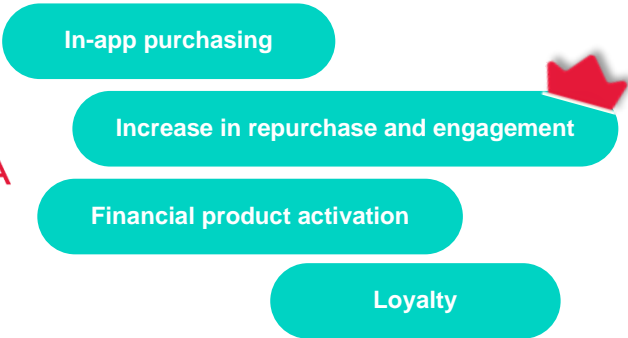 In-app purchasing
Increase in repurchase and engagement
A
Financial product activation
Loyalty